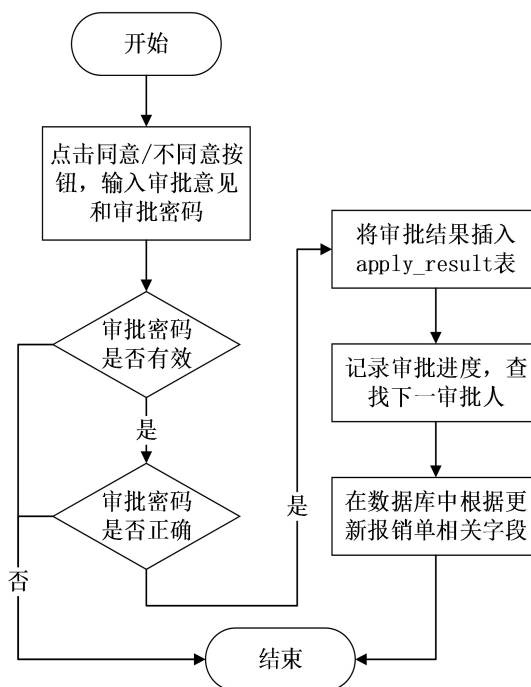 开始
点击同意/不同意按
钮，输入审批意见
和审批密码
审批密码
是否有效
是
审批密码
是否正确
否
是
将审批结果插入
apply_result表
记录审批进度，查
找下一审批人
在数据库中根据更
新报销单相关字段
结束